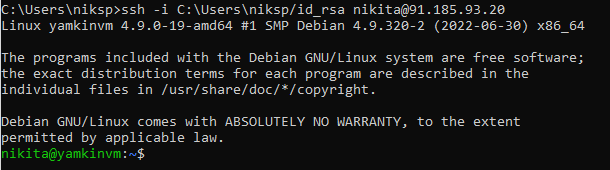 C:\Users\niksp>ssh -i C:\Users\niksp/id_rsa nikita@91.185.93.20
Linux yamkinvm 4.9.0-19-amd64 #1 SMP Debian 4.9.320-2 (2022-06-30) x86_64
The programs included with the Debian GNU/Linux system are free software;
the exact distribution terms for each program are described in the
individual files in /usr/share/doc/*/copyright.
Debian GNU/Linux comes with ABSOLUTELY NO WARRANTY, to the extent
permitted by applicable law.
nikita@yamkinvm:~$